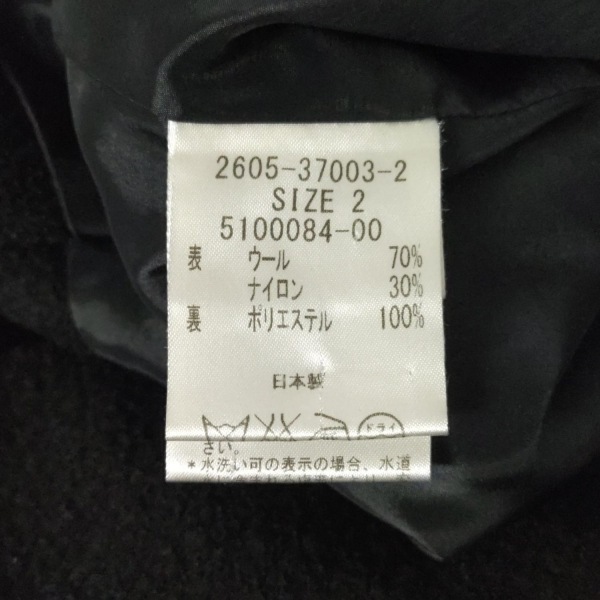 2605-37003-2
SIZE 2
5100084-00
表 ウール 70%
ナイロン 30%
裏 ポリエステル 100%
日本製
ドライ
さい。
*水洗い可の表示の場合、水道